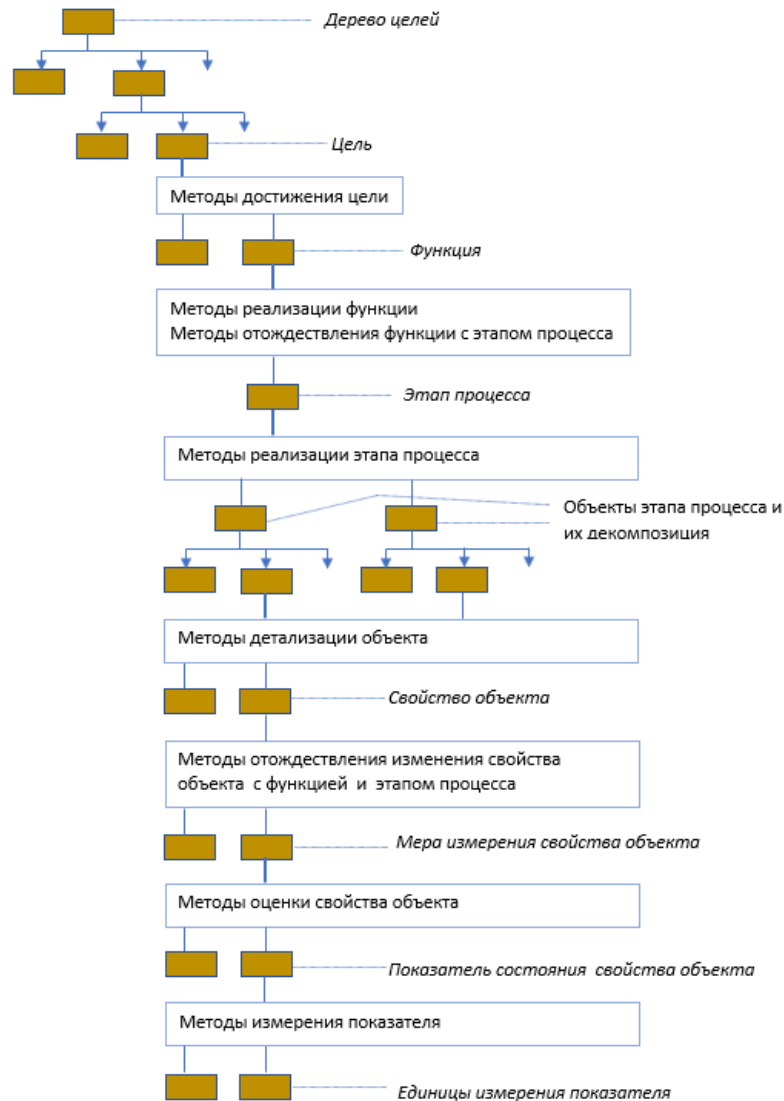 Дерево целей
Цель
Методы достижения цели
Функция
Методы реализации функции
Методы отождествления функции с этапом процесса
Этап процесса
Методы реализации этапа процесса
Объекты этапа процесса и
их декомпозиция
Методы детализации объекта
Свойство объекта
Методы отождествления изменения свойства
объекта с функцией и этапом процесса
Мера измерения свойства объекта
Методы оценки свойства объекта
Показатель состояния свойства объекта
Методы измерения показателя
Единицы измерения показателя